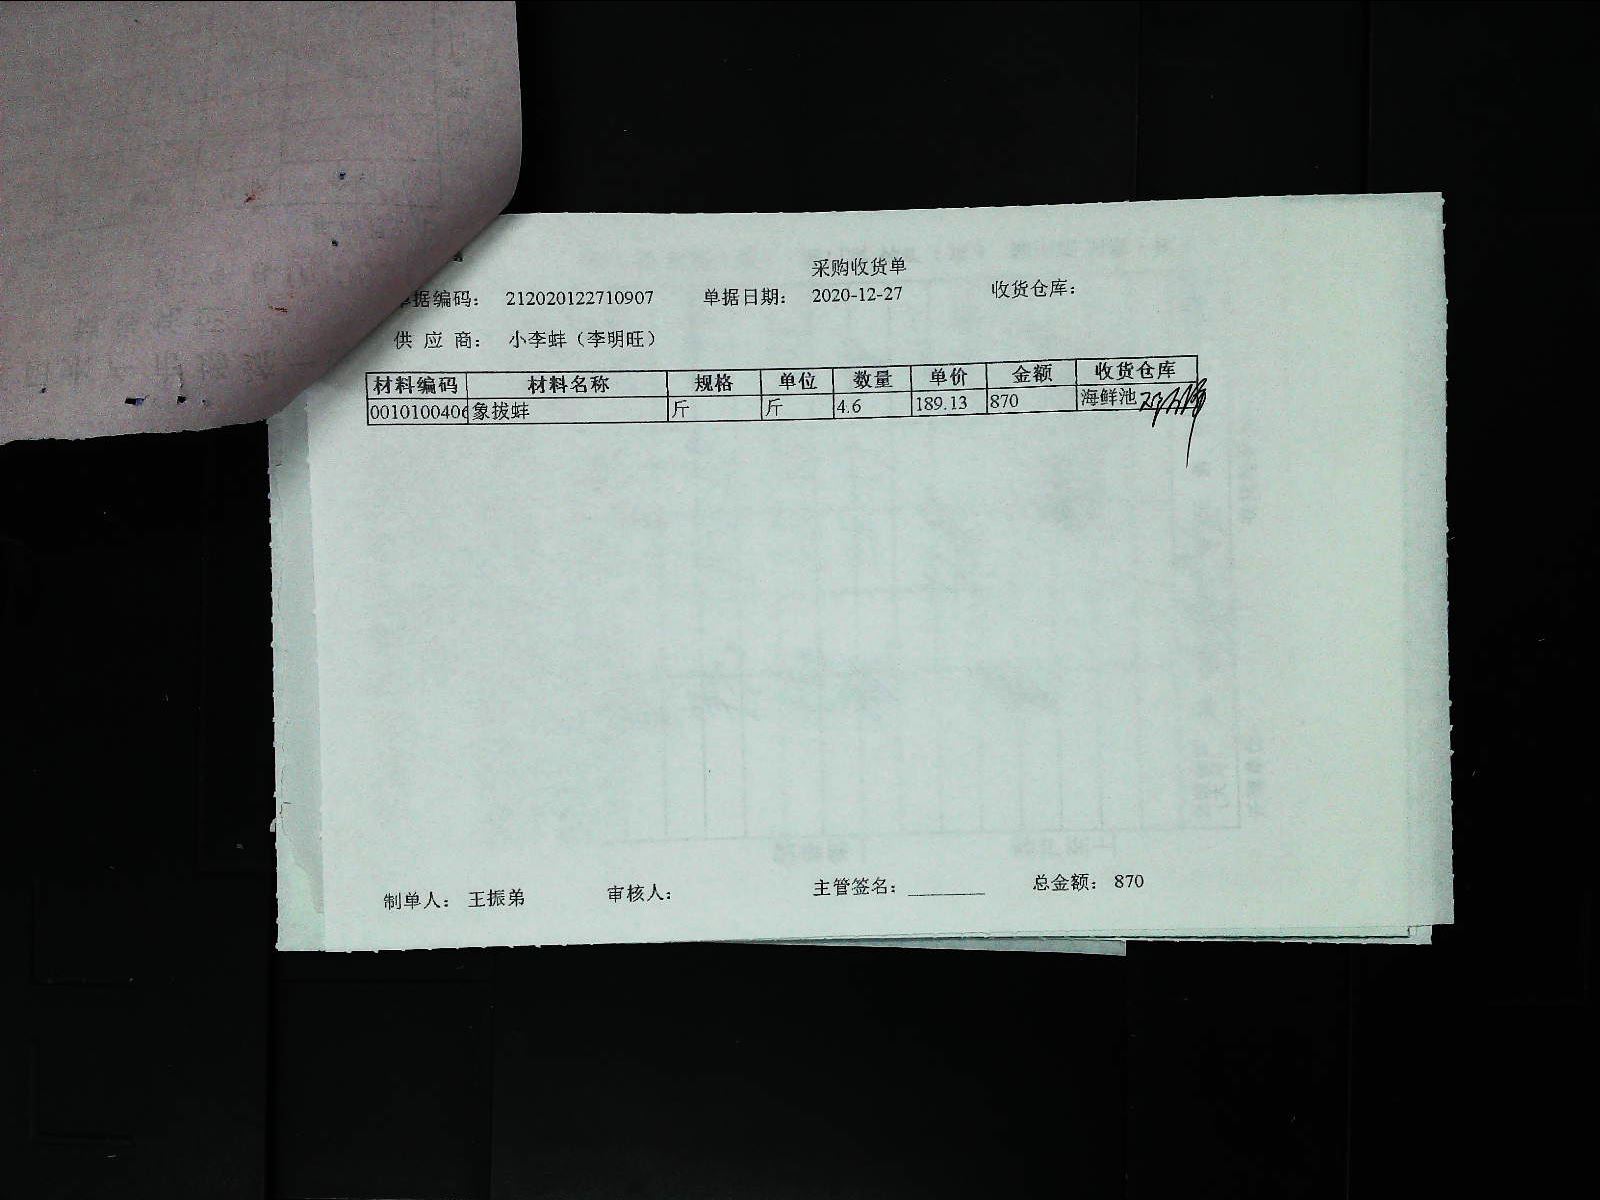 采购收货单
单据编码： 212020122710907 单据日期： 2020-12-27 收货仓库：
供 应 商： 小李蚌（李明旺）
材料编码 材料名称 规格 单位 数量 单价 金额 收货仓库
0010100406 象拔蚌 斤 斤 4.6 189.13 870 海鲜池
制单人： 王振弟 审核人： 主管签名： ________ 总金额： 870